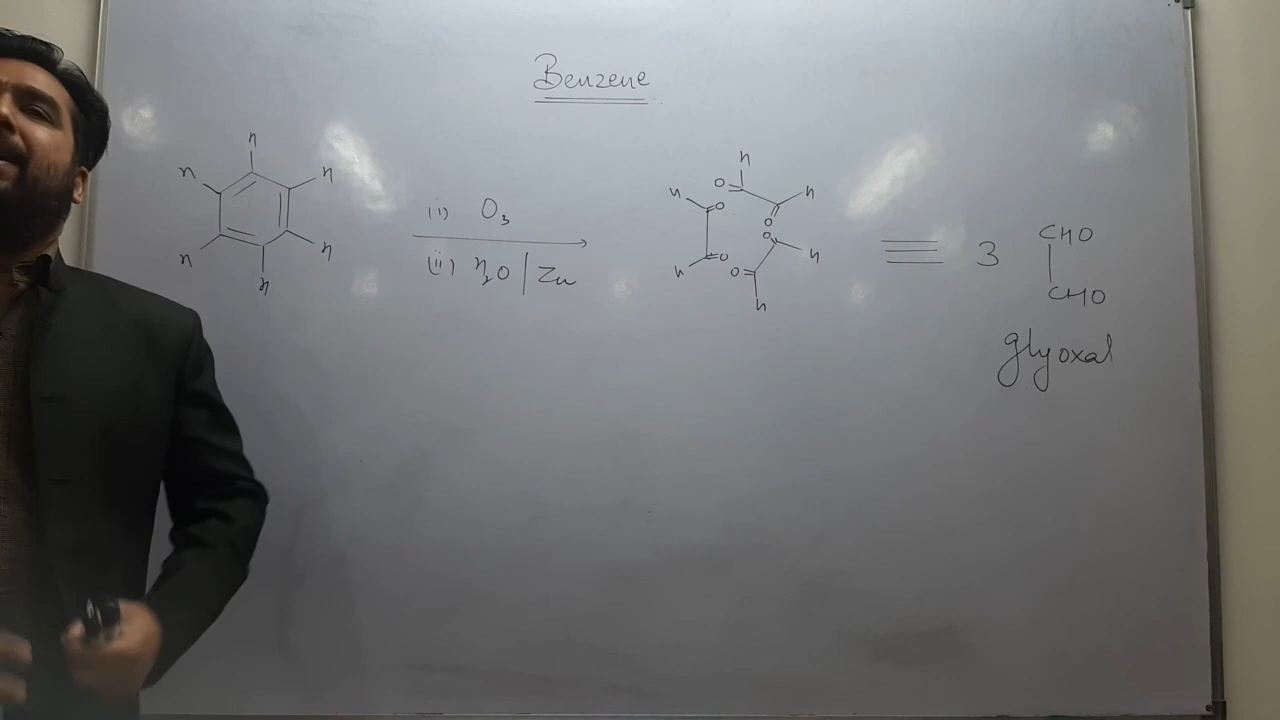 Benzene
H
H H
H H
H
(i) O₃
(ii) H₂O | Zn
H
H O H
O O
O O
H O H
H
≡ 3 CHO
CHO
glyoxal